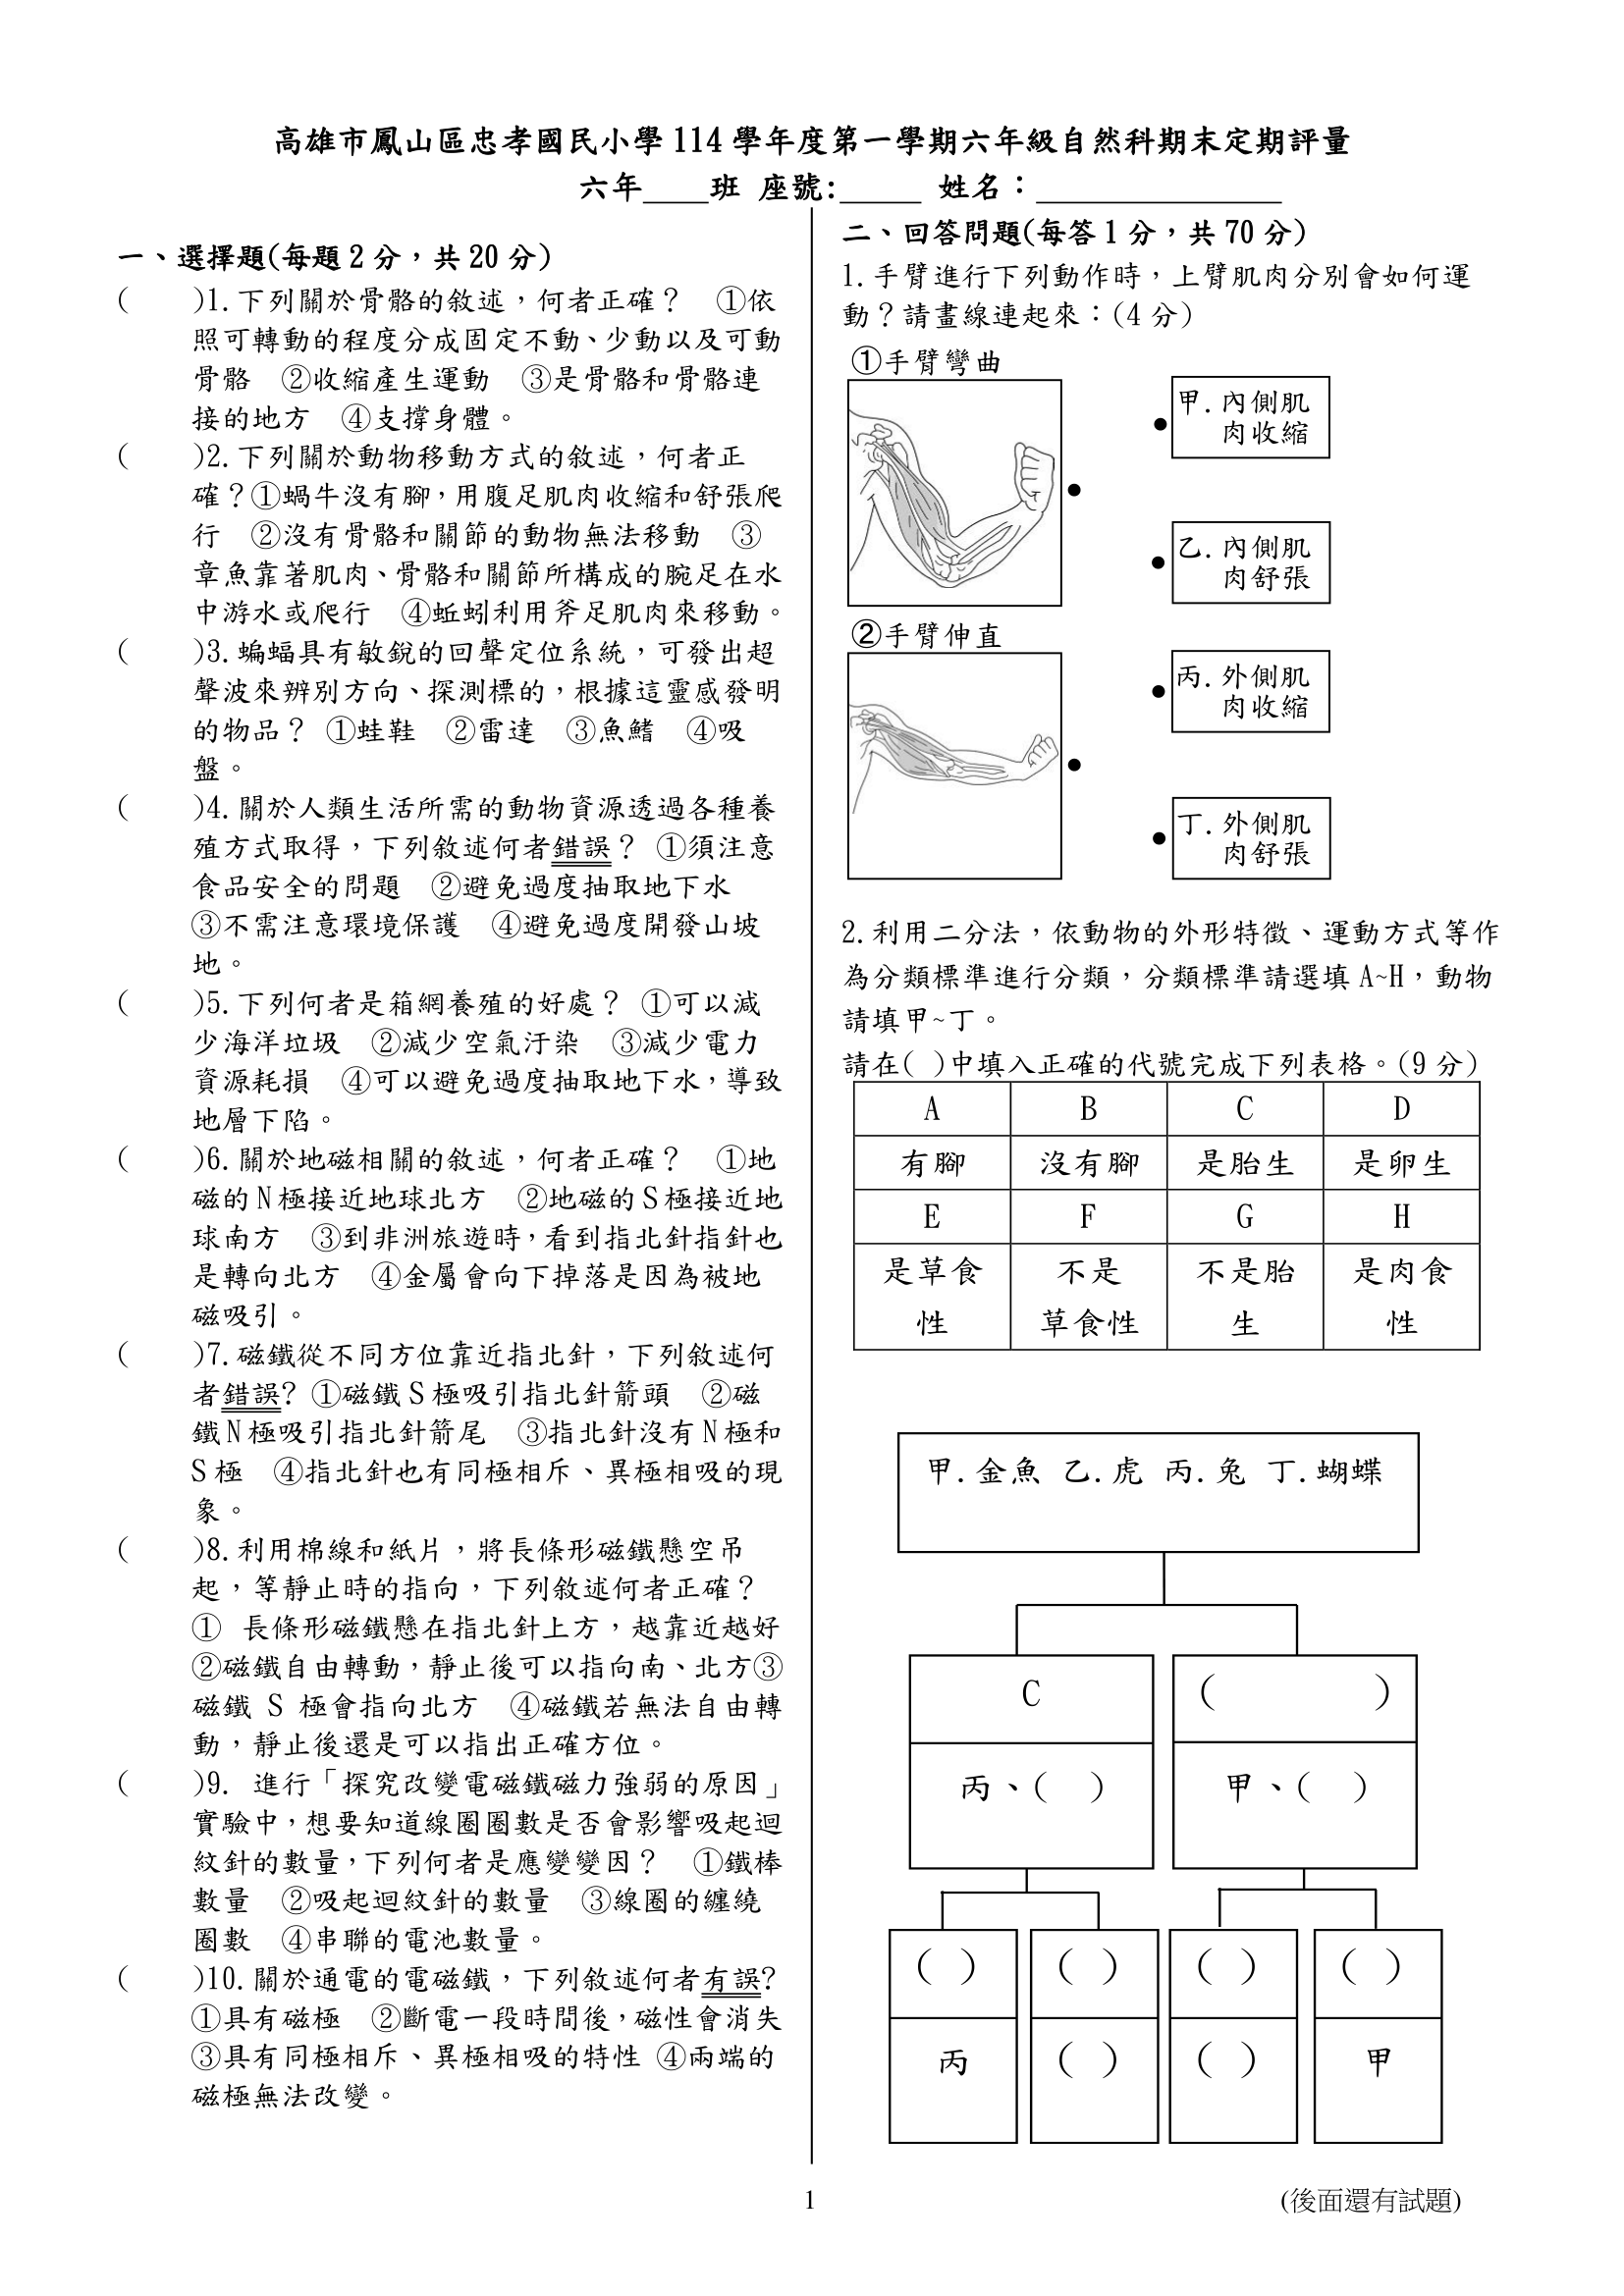 高雄市鳳山區忠孝國民小學 114 學年度第一學期六年級自然科期末定期評量
六年____班 座號:_____ 姓名：_______________
一、選擇題(每題 2 分，共 20 分)
(　　)1.下列關於骨骼的敘述，何者正確？　①依
照可轉動的程度分成固定不動、少動以及可動
骨骼　②收縮產生運動　③是骨骼和骨骼連
接的地方　④支撐身體。
(　　)2.下列關於動物移動方式的敘述，何者正
確？①蝸牛沒有腳，用腹足肌肉收縮和舒張爬
行　②沒有骨骼和關節的動物無法移動　③
章魚靠著肌肉、骨骼和關節所構成的腕足在水
中游水或爬行　④蚯蚓利用斧足肌肉來移動。
(　　)3.蝙蝠具有敏銳的回聲定位系統，可發出超
聲波來辨別方向、探測標的，根據這靈感發明
的物品？ ①蛙鞋　②雷達　③魚鰭　④吸
盤。
(　　)4.關於人類生活所需的動物資源透過各種養
殖方式取得，下列敘述何者錯誤？ ①須注意
食品安全的問題　②避免過度抽取地下水
③不需注意環境保護　④避免過度開發山坡
地。
(　　)5.下列何者是箱網養殖的好處？ ①可以減
少海洋垃圾　②減少空氣汙染　③減少電力
資源耗損　④可以避免過度抽取地下水，導致
地層下陷。
(　　)6.關於地磁相關的敘述，何者正確？　①地
磁的 N 極接近地球北方　②地磁的 S 極接近地
球南方　③到非洲旅遊時，看到指北針指針也
是轉向北方　④金屬會向下掉落是因為被地
磁吸引。
(　　)7.磁鐵從不同方位靠近指北針，下列敘述何
者錯誤? ①磁鐵 S 極吸引指北針箭頭　②磁
鐵 N 極吸引指北針箭尾　③指北針沒有 N 極和
S 極　④指北針也有同極相斥、異極相吸的現
象。
(　　)8.利用棉線和紙片，將長條形磁鐵懸空吊
起，等靜止時的指向，下列敘述何者正確？
① 長條形磁鐵懸在指北針上方，越靠近越好
②磁鐵自由轉動，靜止後可以指向南、北方③
磁鐵 S 極會指向北方　④磁鐵若無法自由轉
動，靜止後還是可以指出正確方位。
(　　)9. 進行「探究改變電磁鐵磁力強弱的原因」
實驗中，想要知道線圈圈數是否會影響吸起迴
紋針的數量，下列何者是應變變因？　①鐵棒
數量　②吸起迴紋針的數量　③線圈的纏繞
圈數　④串聯的電池數量。
(　　)10.關於通電的電磁鐵，下列敘述何者有誤?
①具有磁極　②斷電一段時間後，磁性會消失
③具有同極相斥、異極相吸的特性 ④兩端的
磁極無法改變。
二、回答問題(每答 1 分，共 70 分)
1.手臂進行下列動作時，上臂肌肉分別會如何運
動？請畫線連起來：(4 分)
①手臂彎曲
甲.內側肌
肉收縮
乙.內側肌
肉舒張
②手臂伸直
丙.外側肌
肉收縮
丁.外側肌
肉舒張
2.利用二分法，依動物的外形特徵、運動方式等作
為分類標準進行分類，分類標準請選填 A~H，動物
請填甲~丁。
請在( )中填入正確的代號完成下列表格。(9 分)
A B C D
有腳 沒有腳 是胎生 是卵生
E F G H
是草食 不是 不是胎 是肉食
性 草食性 生 性
甲.金魚 乙.虎 丙.兔 丁.蝴蝶
C (　　　)
丙、(　) 甲、(　)
( ) ( ) ( ) ( )
丙 ( ) ( ) 甲
1
(後面還有試題)